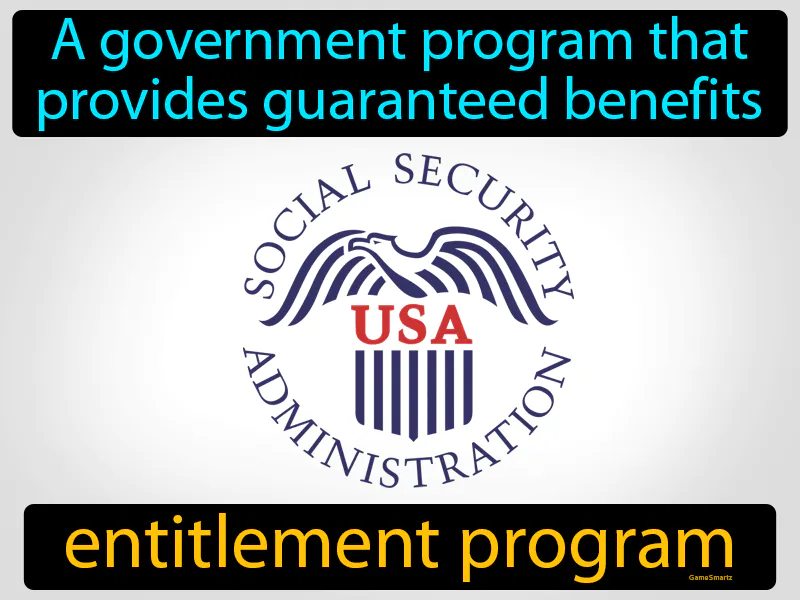 A government program that
provides guaranteed benefits
SOCIAL SECURITY
USA
ADMINISTRATION
entitlement program
GameSmartz